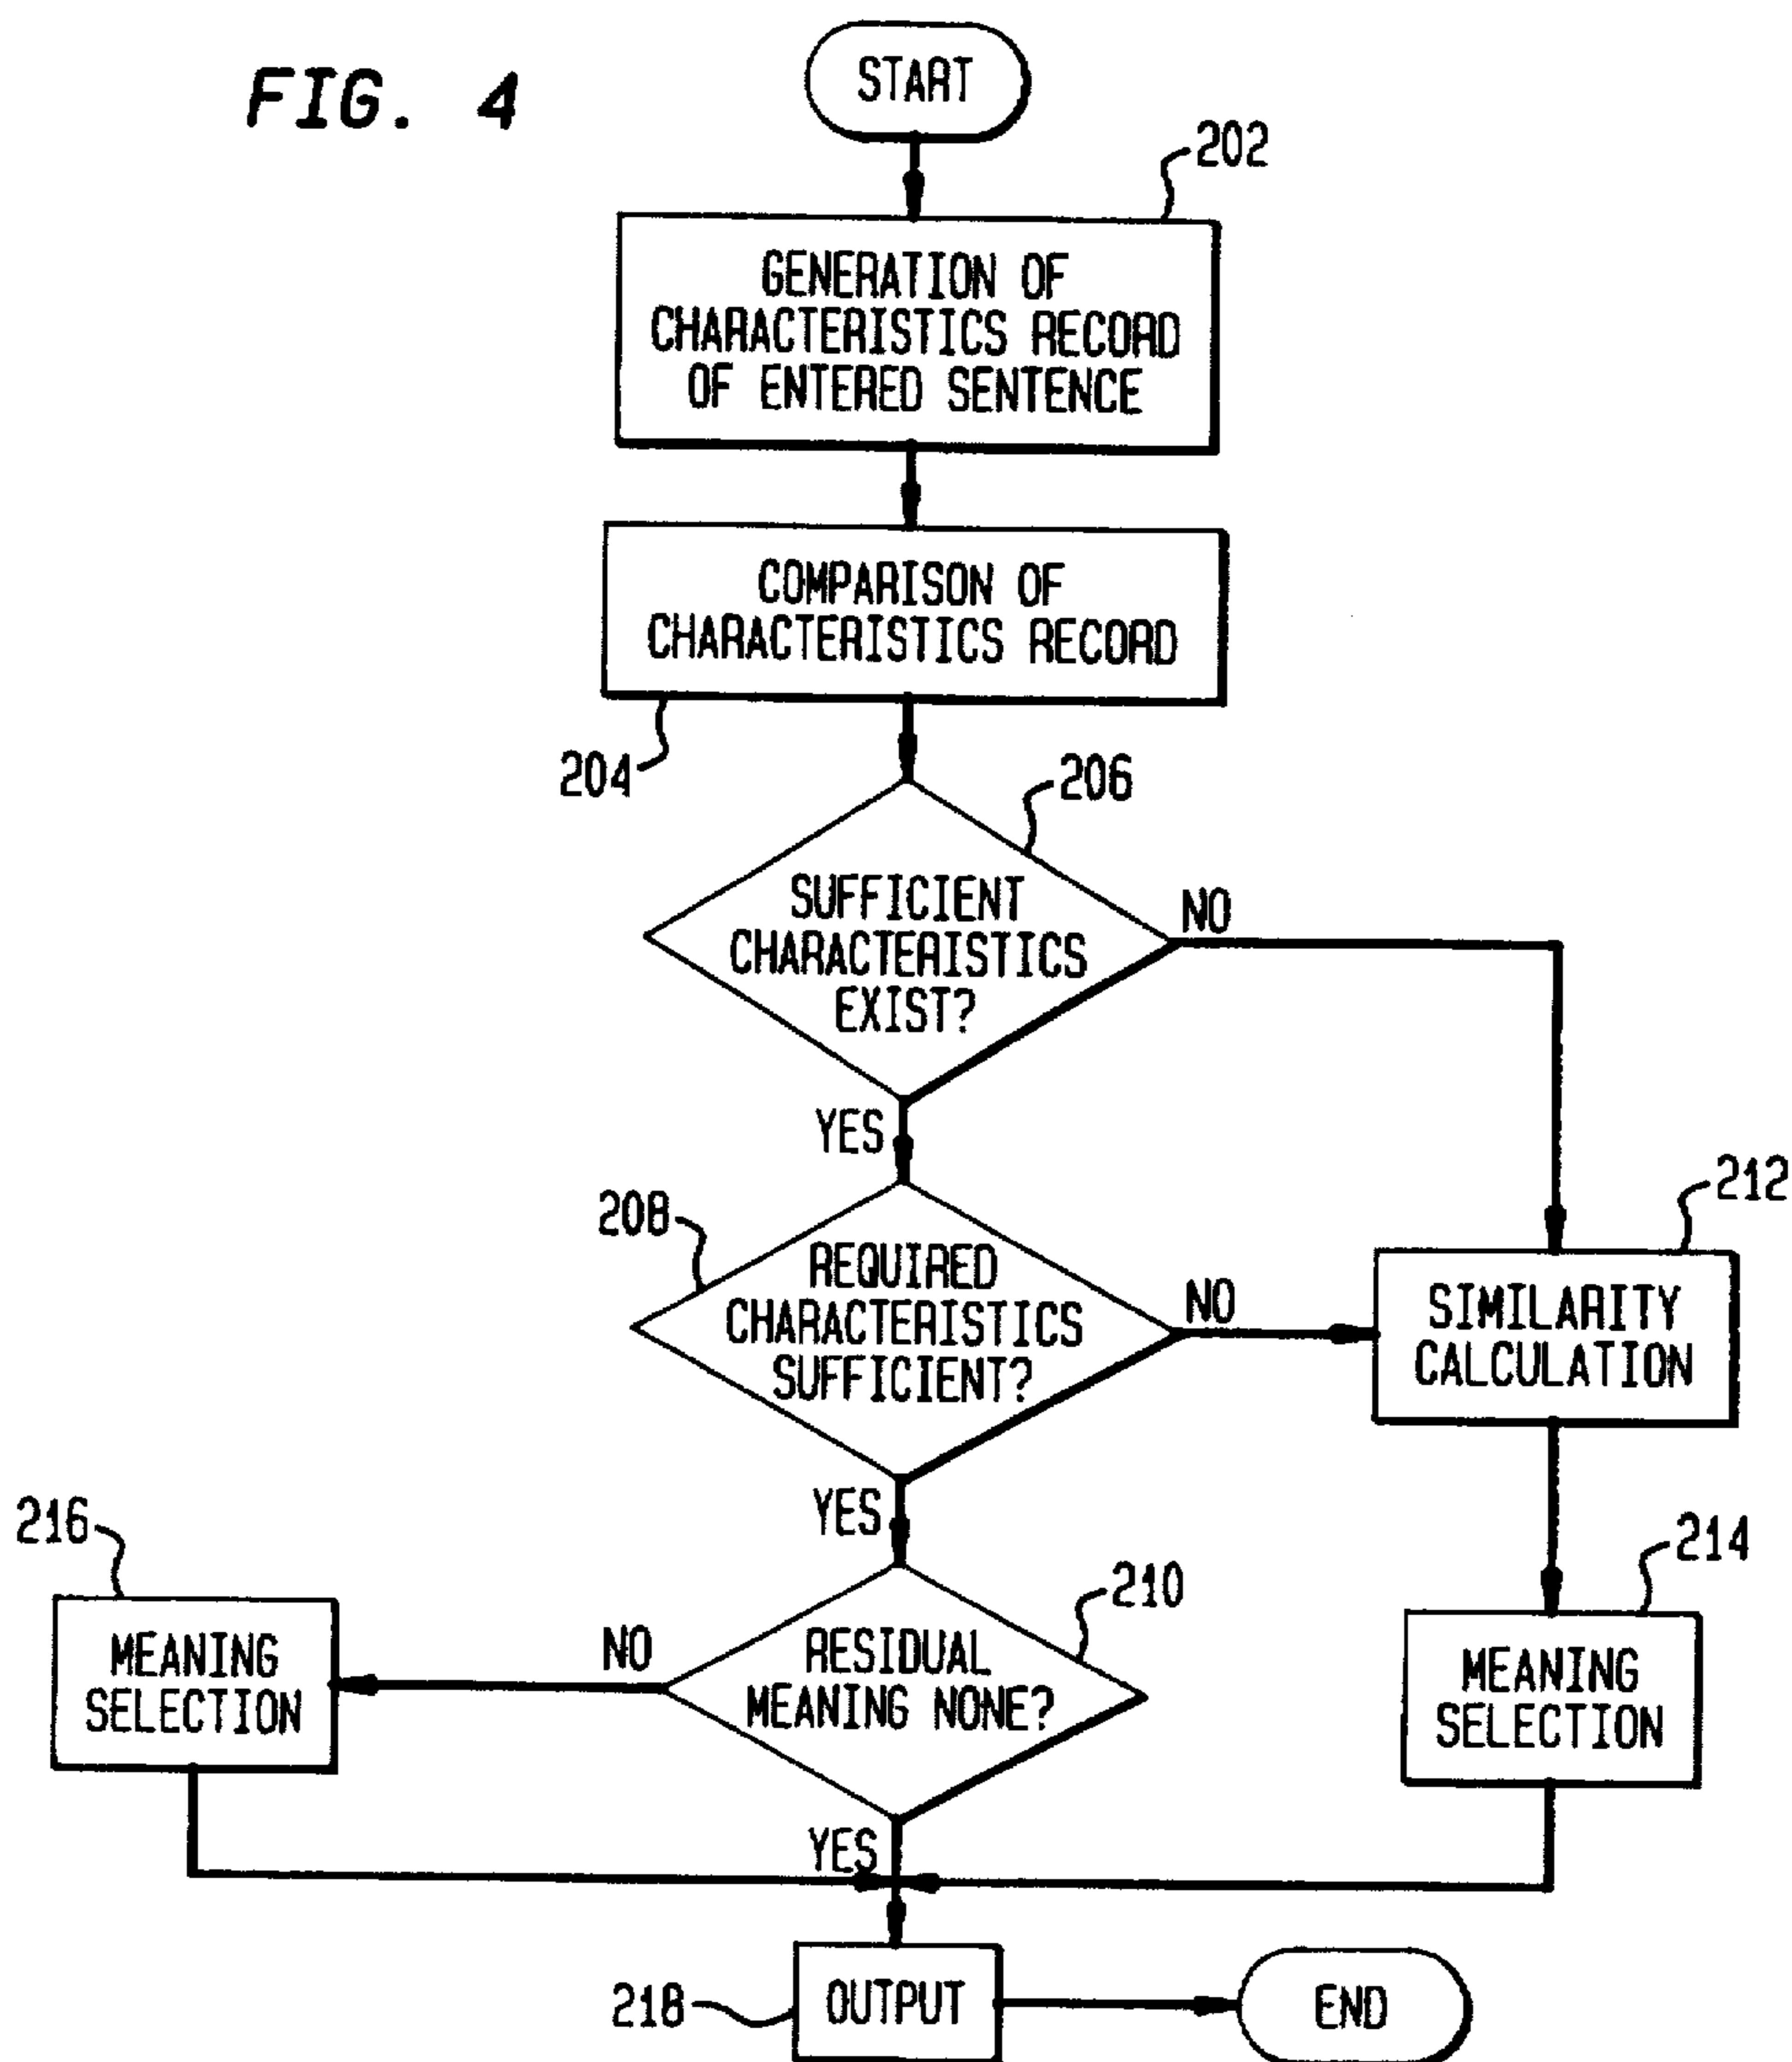 FIG. 4
START
202
GENERATION OF
CHARACTERISTICS RECORD
OF ENTERED SENTENCE
COMPARISON OF
CHARACTERISTICS RECORD
204
206
SUFFICIENT
CHARACTERISTICS
EXIST?
NO
YES
208
REQUIRED
CHARACTERISTICS
SUFFICIENT?
NO
212
SIMILARITY
CALCULATION
YES
216
MEANING
SELECTION
NO
210
RESIDUAL
MEANING NONE?
214
MEANING
SELECTION
YES
218
OUTPUT
END